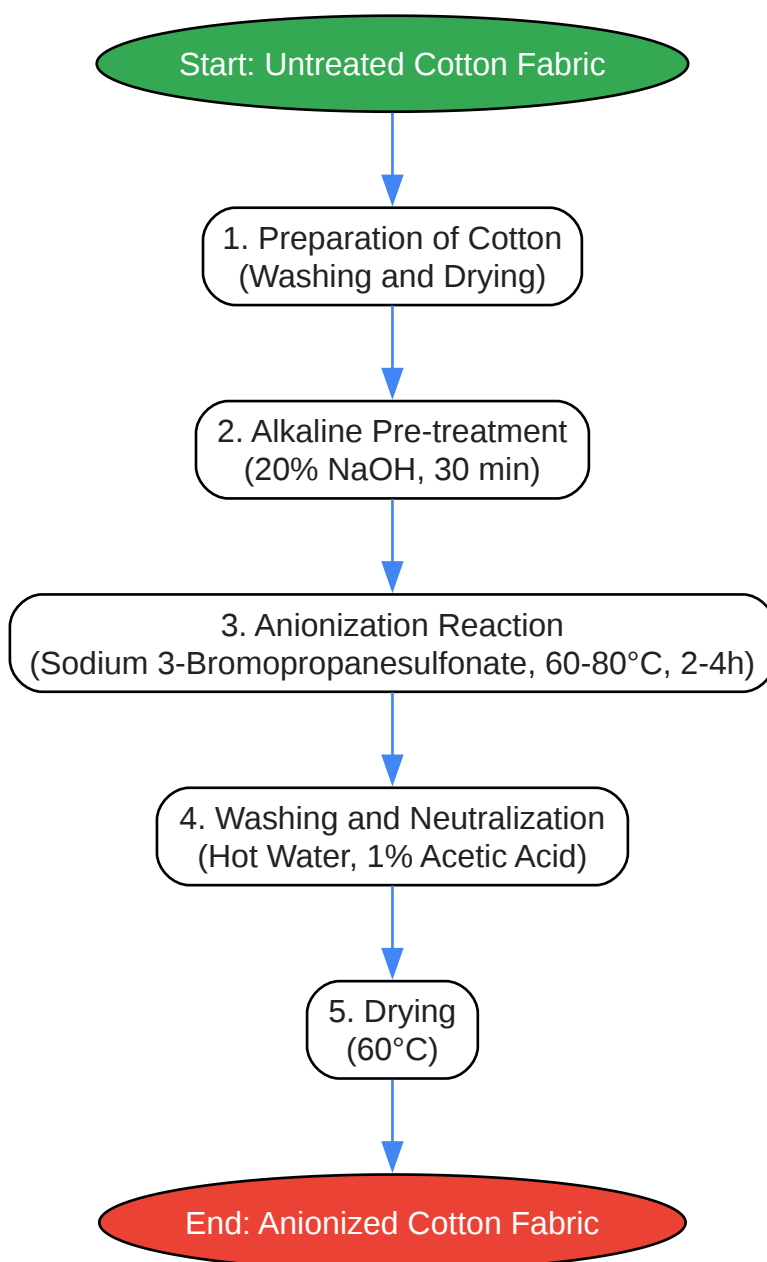 Start: Untreated Cotton Fabric
1. Preparation of Cotton
(Washing and Drying)
2. Alkaline Pre-treatment
(20% NaOH, 30 min)
3. Anionization Reaction
(Sodium 3-Bromopropanesulfonate, 60-80°C, 2-4h)
4. Washing and Neutralization
(Hot Water, 1% Acetic Acid)
5. Drying
(60°C)
End: Anionized Cotton Fabric